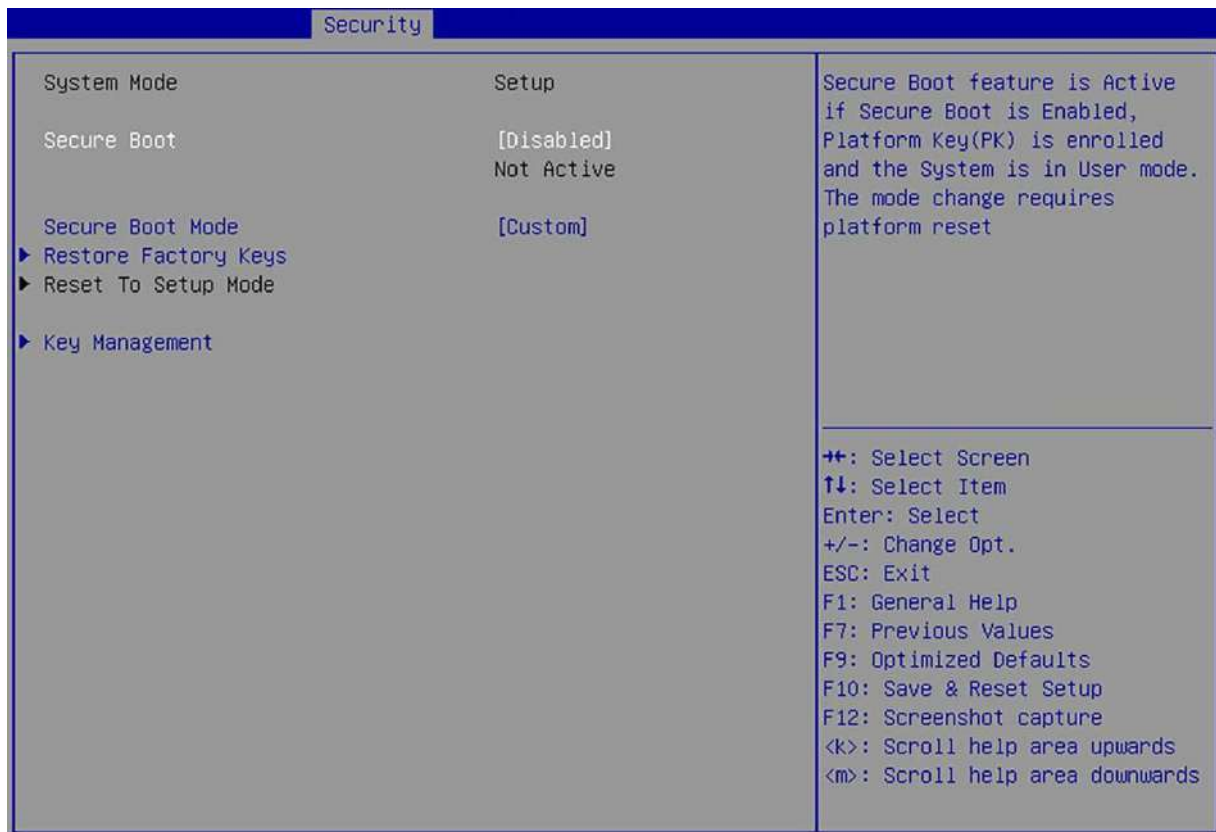 Security
System Mode Setup
Secure Boot [Disabled]
Not Active
Secure Boot Mode [Custom]
▶ Restore Factory Keys
▶ Reset To Setup Mode
▶ Key Management
Secure Boot feature is Active
if Secure Boot is Enabled,
Platform Key(PK) is enrolled
and the System is in User mode.
The mode change requires
platform reset
→←: Select Screen
↑↓: Select Item
Enter: Select
+/-: Change Opt.
ESC: Exit
F1: General Help
F7: Previous Values
F9: Optimized Defaults
F10: Save & Reset Setup
F12: Screenshot capture
<k>: Scroll help area upwards
<m>: Scroll help area downwards